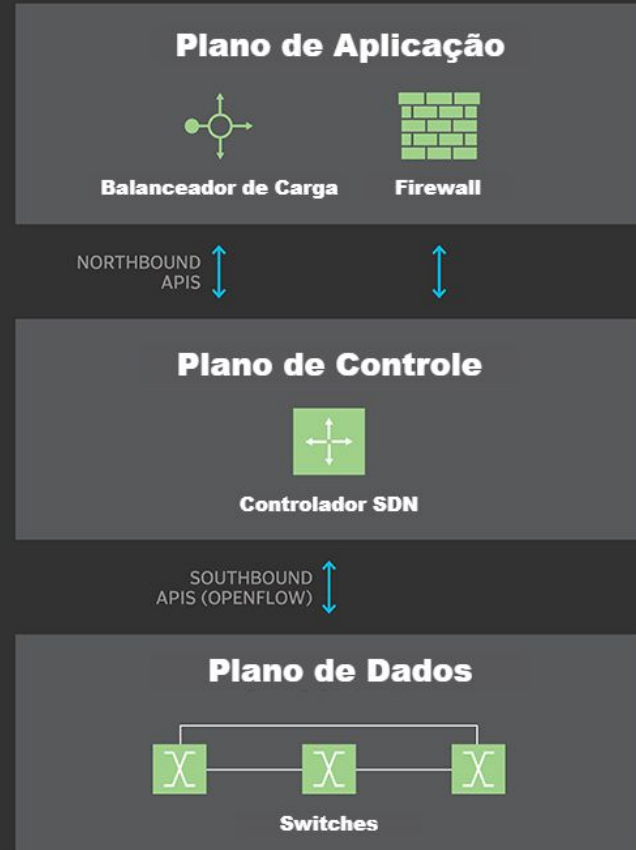 Plano de Aplicação
Balanceador de Carga
Firewall
NORTHBOUND
APIS
Plano de Controle
Controlador SDN
SOUTHBOUND
APIS (OPENFLOW)
Plano de Dados
Switches